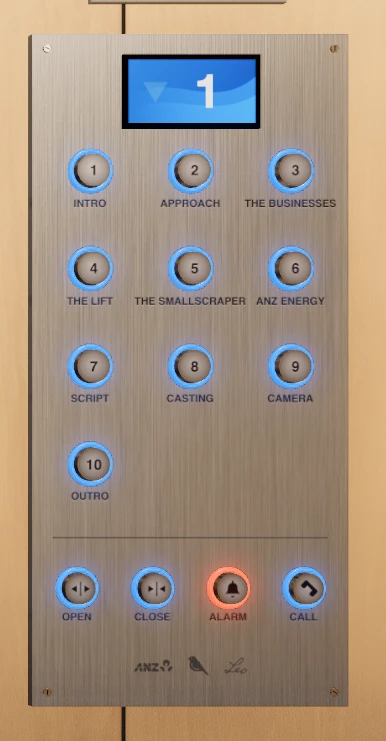 1
1 2 3
INTRO APPROACH THE BUSINESSES
4 5 6
THE LIFT THE SMALLSCRAPER ANZ ENERGY
7 8 9
SCRIPT CASTING CAMERA
10
OUTRO
OPEN CLOSE ALARM CALL
ANZ Leo